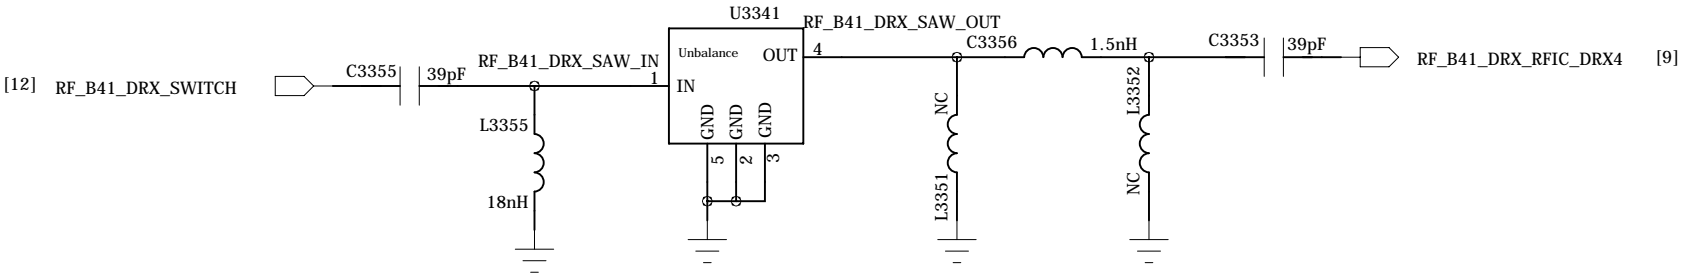 U3341
RF_B41_DRX_SAW_OUT
C3356
1.5nH
C3353
39pF
RF_B41_DRX_RFIC_DRX4
[9]
Unbalance
OUT
4
RF_B41_DRX_SAW_IN
1
IN
C3355
39pF
[12]
RF_B41_DRX_SWITCH
GND
GND
GND
5
2
3
L3355
18nH
NC
L3351
L3352
NC